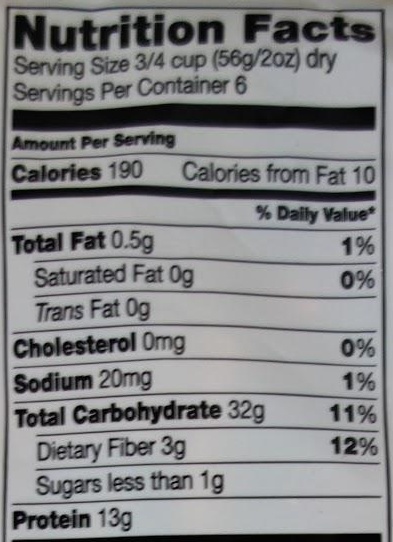 Nutrition Facts
Serving Size 3/4 cup (56g/2oz) dry
Servings Per Container 6
Amount Per Serving
Calories 190 Calories from Fat 10
% Daily Value*
Total Fat 0.5g 1%
Saturated Fat 0g 0%
Trans Fat 0g
Cholesterol 0mg 0%
Sodium 20mg 1%
Total Carbohydrate 32g 11%
Dietary Fiber 3g 12%
Sugars less than 1g
Protein 13g